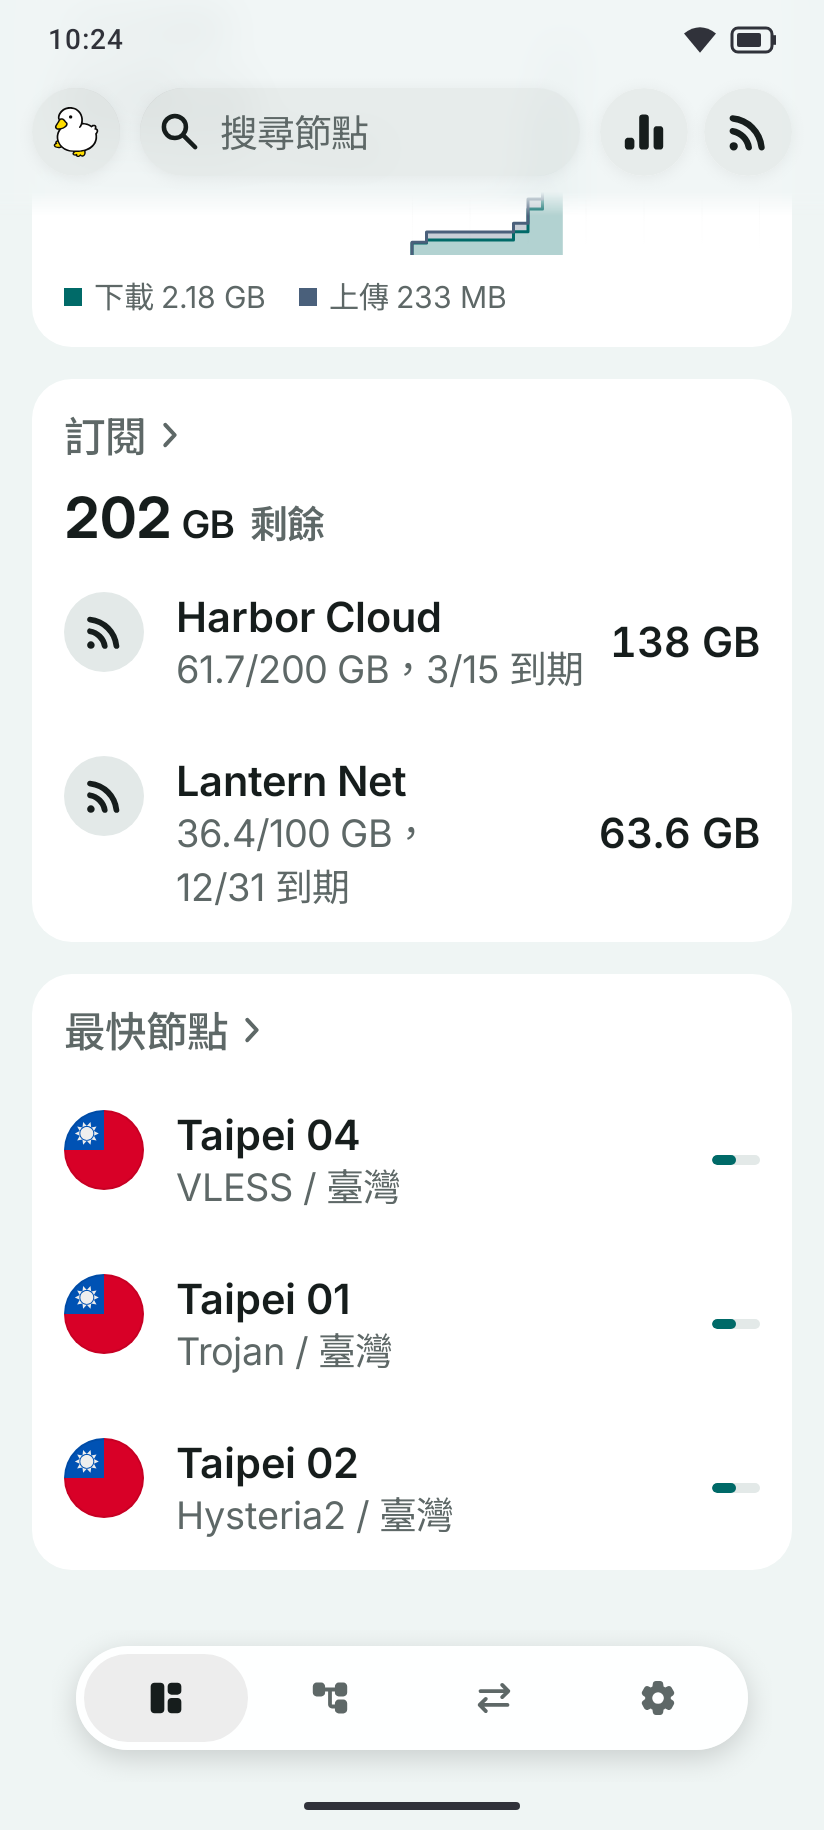 10:24
搜尋節點
下載 2.18 GB
上傳 233 MB
訂閱
202 GB 剩餘
Harbor Cloud
61.7/200 GB，3/15 到期
138 GB
Lantern Net
36.4/100 GB，
12/31 到期
63.6 GB
最快節點
Taipei 04
VLESS / 臺灣
Taipei 01
Trojan / 臺灣
Taipei 02
Hysteria2 / 臺灣